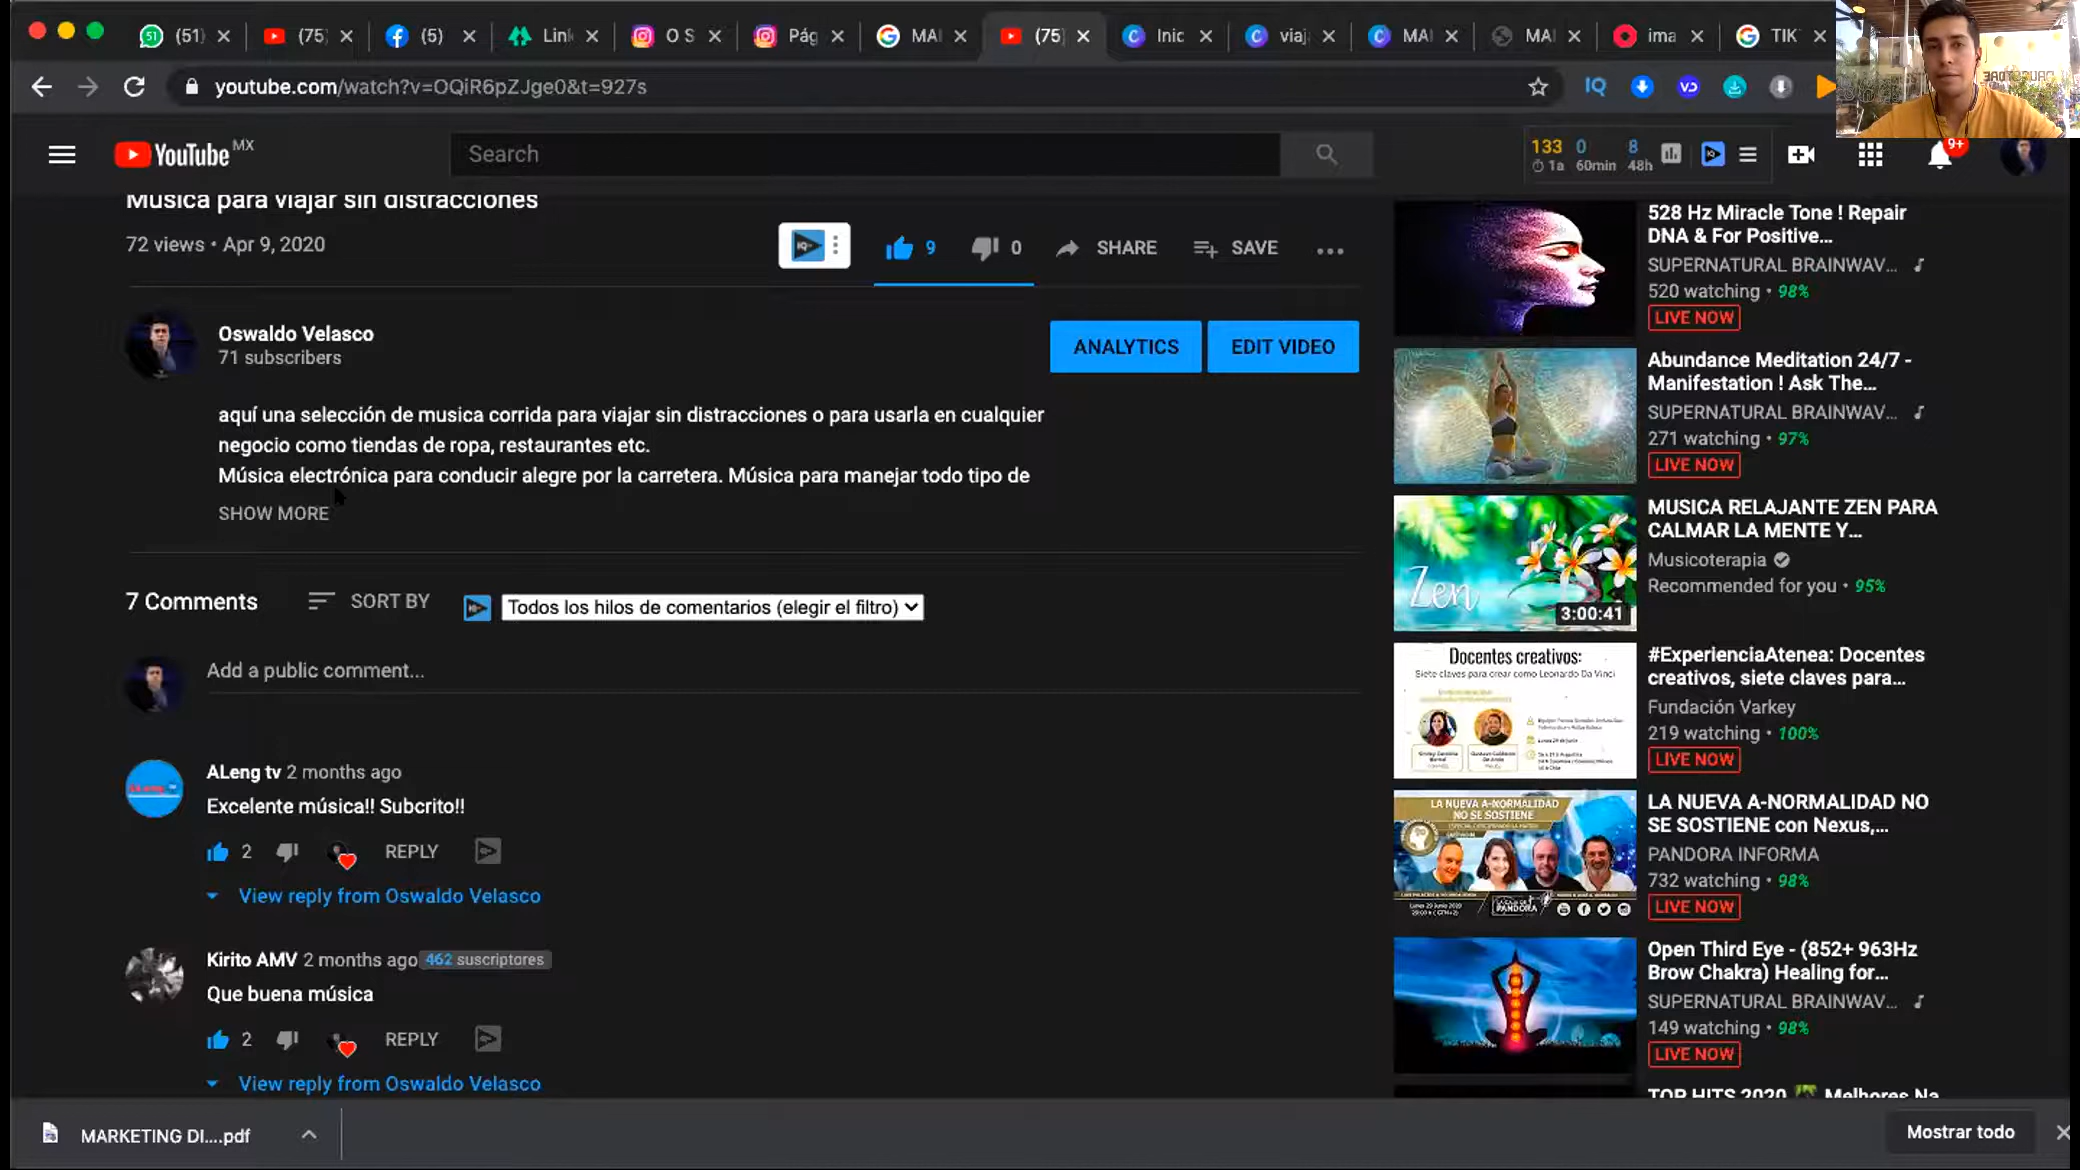 (51)
(75
(5)
Link
O S
Pág
MAI
(75
Inic
viaj
MAI
MAI
ima
TIK
youtube.com/watch?v=OQiR6pZJge0&t=927s
YouTube MX
Search
133 0 8
1a 60min 48h
9+
Musica para viajar sin distracciones
72 views • Apr 9, 2020
9
0
SHARE
SAVE
Oswaldo Velasco
71 subscribers
ANALYTICS
EDIT VIDEO
aquí una selección de musica corrida para viajar sin distracciones o para usarla en cualquier
negocio como tiendas de ropa, restaurantes etc.
Música electrónica para conducir alegre por la carretera. Música para manejar todo tipo de
SHOW MORE
7 Comments
SORT BY
Todos los hilos de comentarios (elegir el filtro)
Add a public comment...
ALeng tv 2 months ago
Excelente música!! Subcrito!!
2
REPLY
View reply from Oswaldo Velasco
Kirito AMV 2 months ago 462 suscriptores
Que buena música
2
REPLY
View reply from Oswaldo Velasco
528 Hz Miracle Tone ! Repair
DNA & For Positive...
SUPERNATURAL BRAINWAV...
520 watching • 98%
LIVE NOW
Abundance Meditation 24/7 -
Manifestation ! Ask The...
SUPERNATURAL BRAINWAV...
271 watching • 97%
LIVE NOW
Zen
3:00:41
MUSICA RELAJANTE ZEN PARA
CALMAR LA MENTE Y...
Musicoterapia
Recommended for you • 95%
Docentes creativos:
Siete claves para crear como Leonardo Da Vinci
#ExperienciaAtenea: Docentes
creativos, siete claves para...
Fundación Varkey
219 watching • 100%
LIVE NOW
LA NUEVA A-NORMALIDAD
NO SE SOSTIENE
PANDORA
LA NUEVA A-NORMALIDAD NO
SE SOSTIENE con Nexus,...
PANDORA INFORMA
732 watching • 98%
LIVE NOW
Open Third Eye - (852+ 963Hz
Brow Chakra) Healing for...
SUPERNATURAL BRAINWAV...
149 watching • 98%
LIVE NOW
TOP HITS 2020 Melhores Na
MARKETING DI....pdf
Mostrar todo